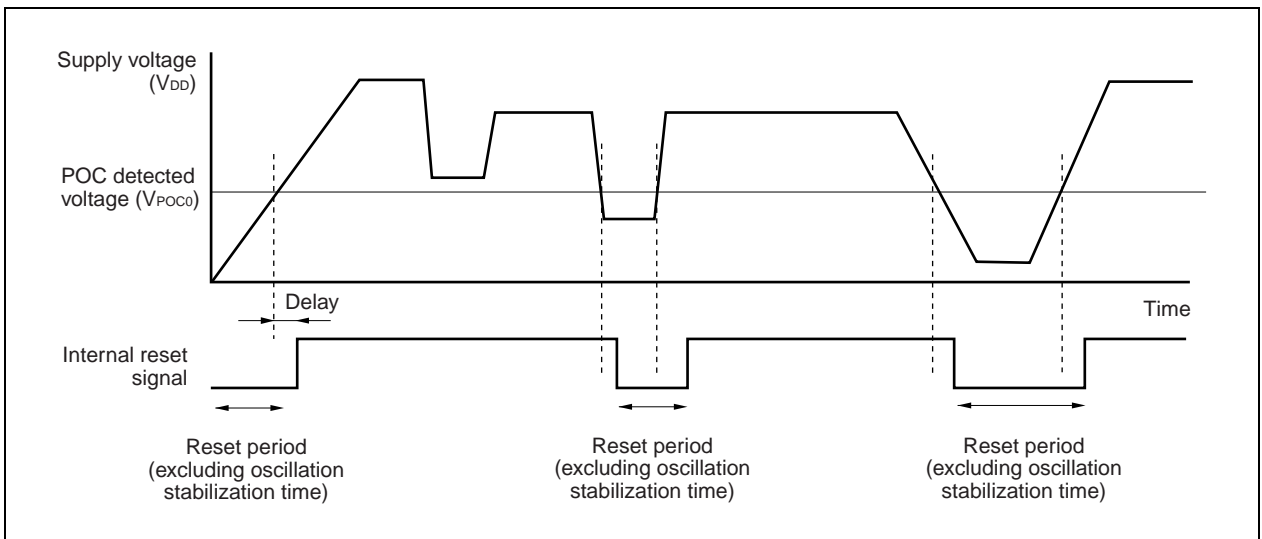 Supply voltage
(VDD)
POC detected
voltage (VPOC0)
Delay
Time
Internal reset
signal
Reset period
(excluding oscillation
stabilization time)
Reset period
(excluding oscillation
stabilization time)
Reset period
(excluding oscillation
stabilization time)